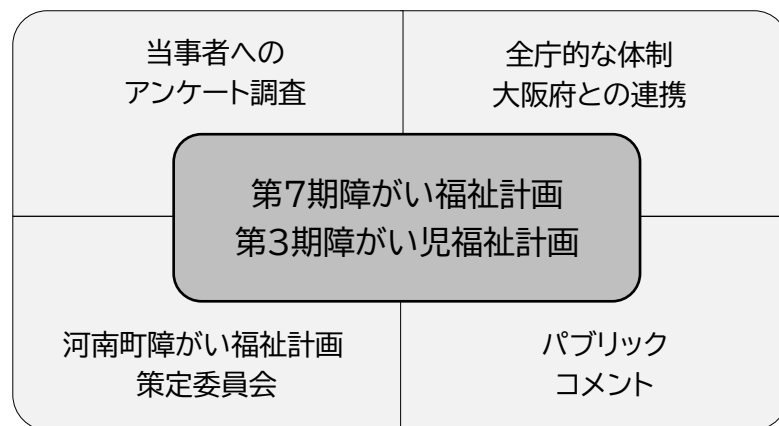 当事者への
アンケート調査
全庁的な体制
大阪府との連携
第7期障がい福祉計画
第3期障がい児福祉計画
河南町障がい福祉計画
策定委員会
パブリック
コメント